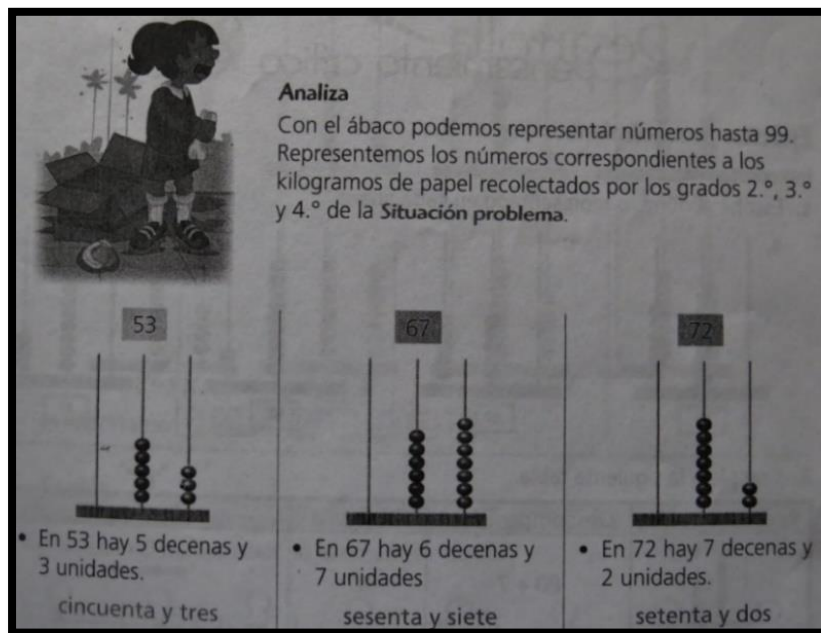 Analiza
Con el ábaco podemos representar números hasta 99.
Representemos los números correspondientes a los
kilogramos de papel recolectados por los grados 2.º, 3.º
y 4.º de la Situación problema.
53
67
72
• En 53 hay 5 decenas y
3 unidades.
cincuenta y tres
• En 67 hay 6 decenas y
7 unidades
sesenta y siete
• En 72 hay 7 decenas y
2 unidades.
setenta y dos